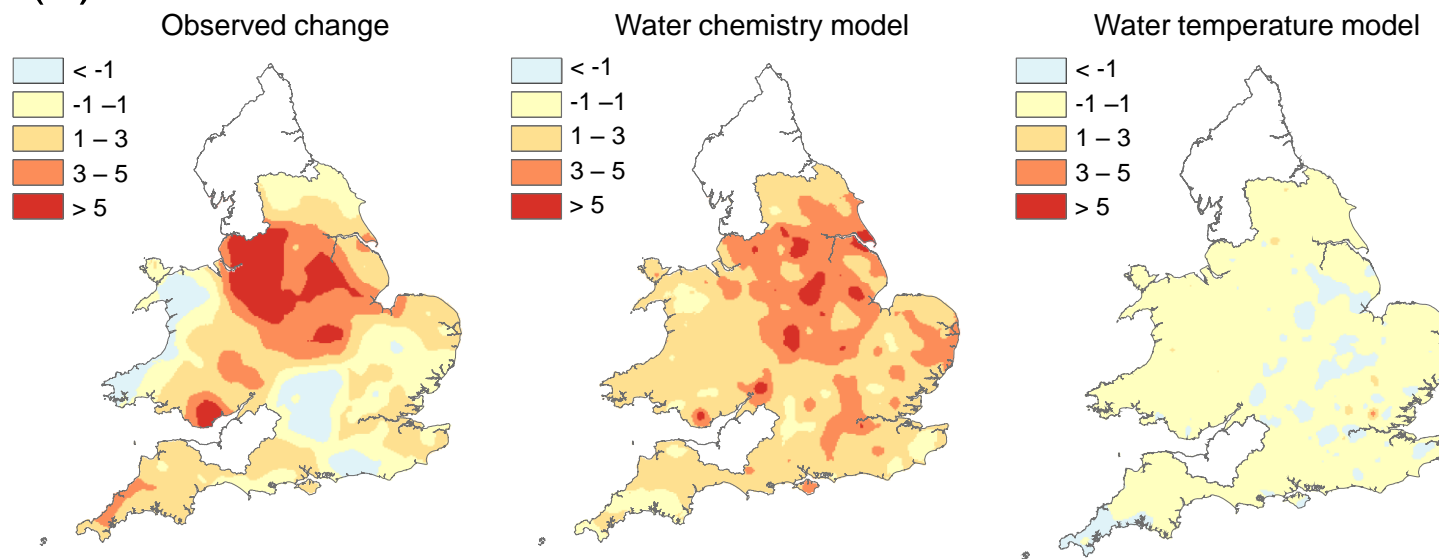 Observed change
< -1
-1 –1
1 – 3
3 – 5
> 5
Water chemistry model
< -1
-1 –1
1 – 3
3 – 5
> 5
Water temperature model
< -1
-1 –1
1 – 3
3 – 5
> 5